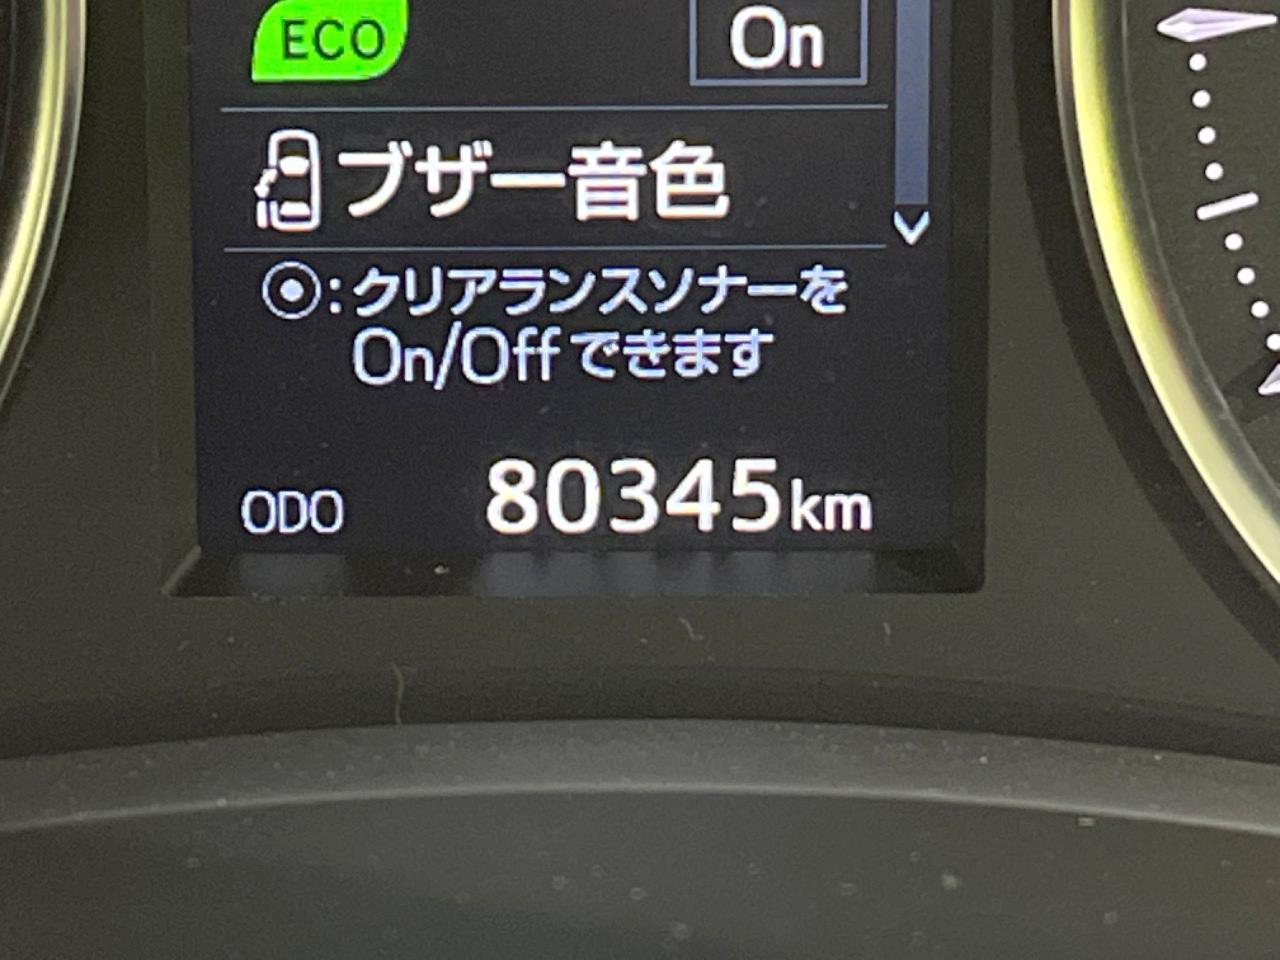 ECO
On
ブザー音色
⦿:クリアランスソナーを
On/Offできます
ODO 80345km